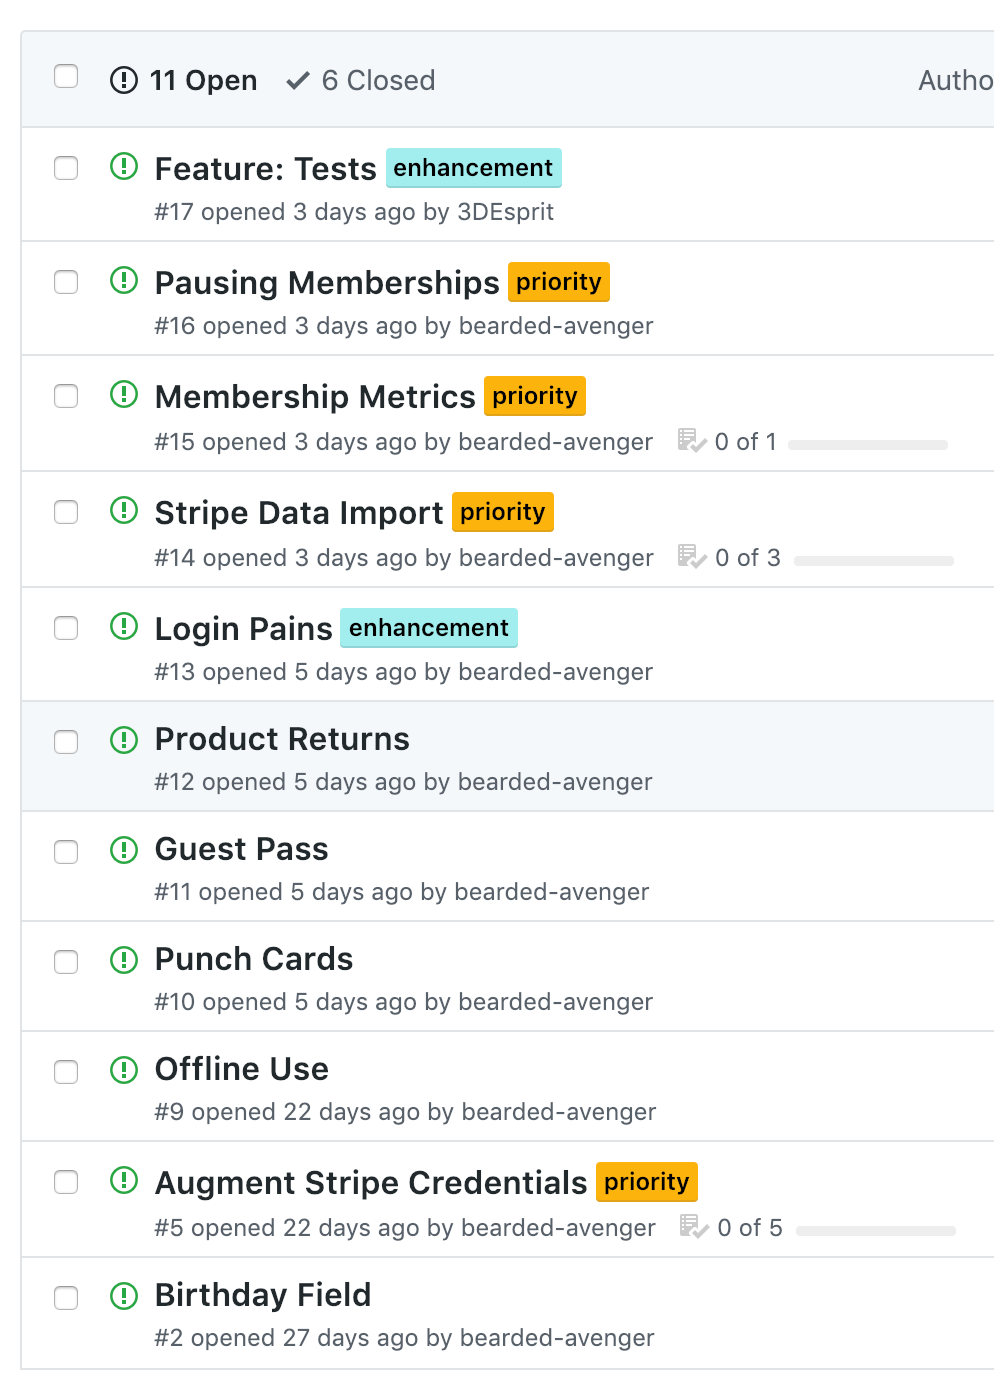 11 Open 6 Closed Autho
Feature: Tests enhancement
#17 opened 3 days ago by 3DEsprit
Pausing Memberships priority
#16 opened 3 days ago by bearded-avenger
Membership Metrics priority
#15 opened 3 days ago by bearded-avenger 0 of 1
Stripe Data Import priority
#14 opened 3 days ago by bearded-avenger 0 of 3
Login Pains enhancement
#13 opened 5 days ago by bearded-avenger
Product Returns
#12 opened 5 days ago by bearded-avenger
Guest Pass
#11 opened 5 days ago by bearded-avenger
Punch Cards
#10 opened 5 days ago by bearded-avenger
Offline Use
#9 opened 22 days ago by bearded-avenger
Augment Stripe Credentials priority
#5 opened 22 days ago by bearded-avenger 0 of 5
Birthday Field
#2 opened 27 days ago by bearded-avenger